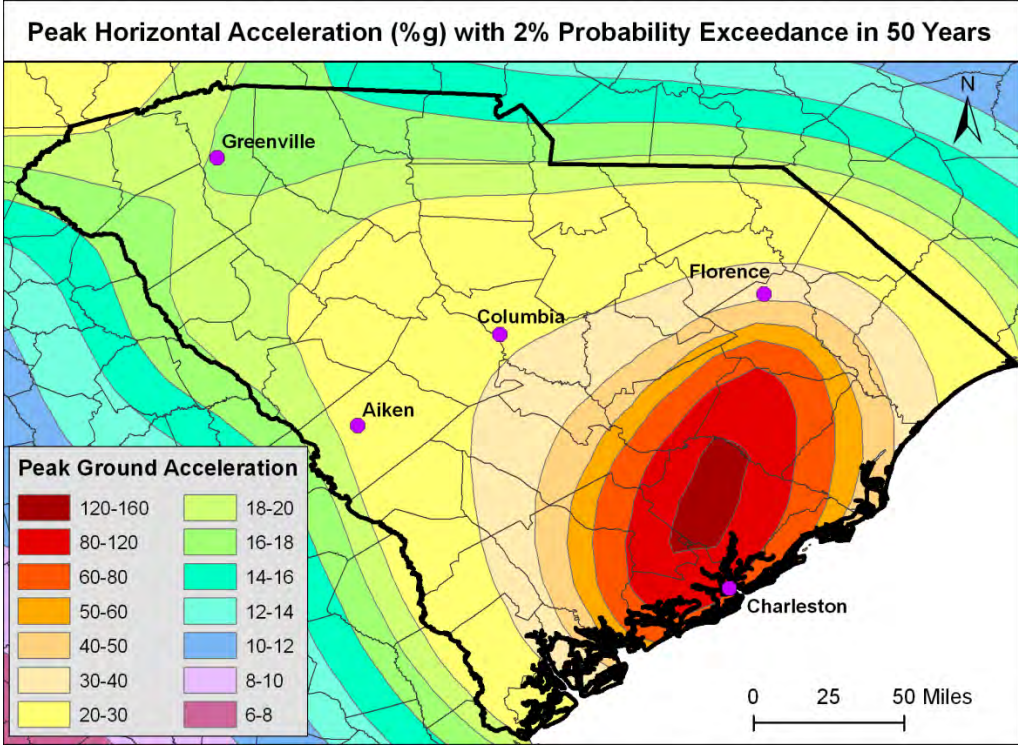 Peak Horizontal Acceleration (%g) with 2% Probability Exceedance in 50 Years
N
Greenville
Florence
Columbia
Aiken
Charleston
Peak Ground Acceleration
120-160
80-120
60-80
50-60
40-50
30-40
20-30
18-20
16-18
14-16
12-14
10-12
8-10
6-8
0 25 50 Miles